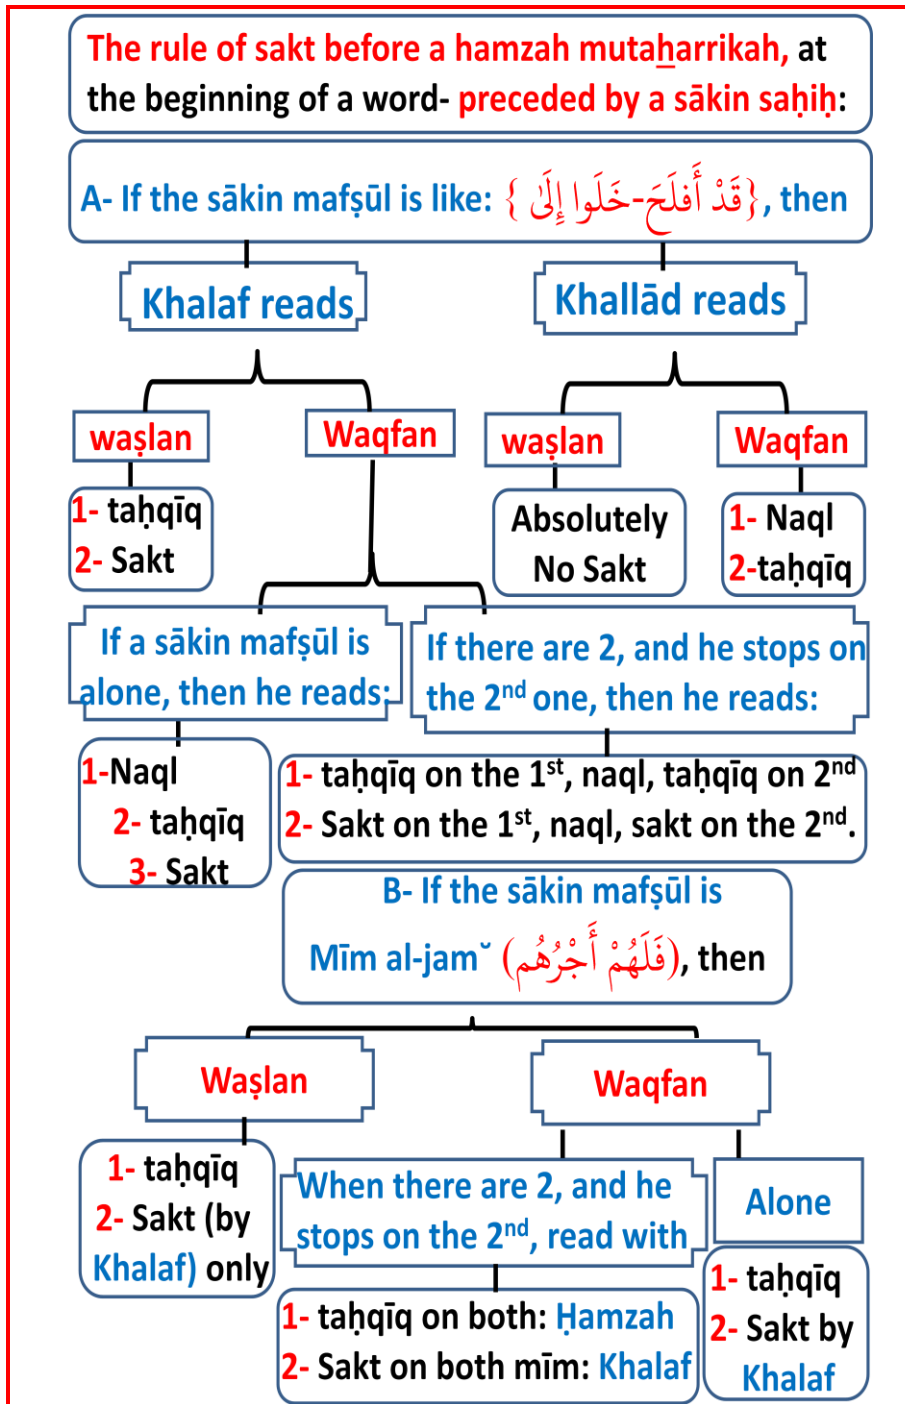 The rule of sakt before a hamzah mutaẖarrikah, at
the beginning of a word- preceded by a sākin saḥiḥ:
A- If the sākin mafṣūl is like: {قَدْ أَفلَحَ-خَلَوا إِلَىٰ }, then
Khalaf reads
Khallād reads
waṣlan
Waqfan
waṣlan
Waqfan
1- taḥqīq
2- Sakt
Absolutely
No Sakt
1- Naql
2-taḥqīq
If a sākin mafṣūl is
alone, then he reads:
If there are 2, and he stops on
the 2nd one, then he reads:
1-Naql
2- taḥqīq
3- Sakt
1- taḥqīq on the 1st, naql, taḥqīq on 2nd
2- Sakt on the 1st, naql, sakt on the 2nd.
B- If the sākin mafṣūl is
Mīm al-jam˘ (فَلَهُمْ أَجْرُهُم), then
Waṣlan
Waqfan
1- taḥqīq
2- Sakt (by
Khalaf) only
When there are 2, and he
stops on the 2nd, read with
1- taḥqīq on both: Ḥamzah
2- Sakt on both mīm: Khalaf
Alone
1- taḥqīq
2- Sakt by
Khalaf